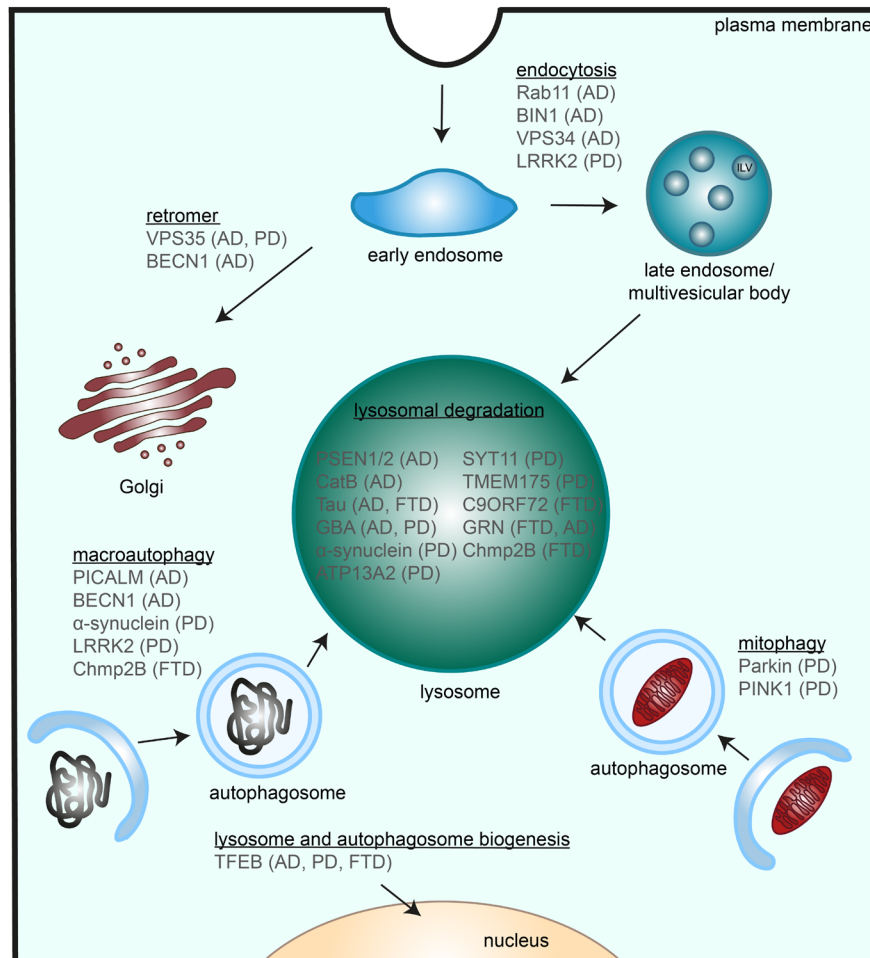 plasma membrane
endocytosis
Rab11 (AD)
BIN1 (AD)
VPS34 (AD)
LRRK2 (PD)
ILV
retromer
VPS35 (AD, PD)
BECN1 (AD)
early endosome
late endosome/
multivesicular body
Golgi
lysosomal degradation
PSEN1/2 (AD)
CatB (AD)
Tau (AD, FTD)
GBA (AD, PD)
α-synuclein (PD)
ATP13A2 (PD)
SYT11 (PD)
TMEM175 (PD)
C9ORF72 (FTD)
GRN (FTD, AD)
Chmp2B (FTD)
lysosome
macroautophagy
PICALM (AD)
BECN1 (AD)
α-synuclein (PD)
LRRK2 (PD)
Chmp2B (FTD)
autophagosome
mitophagy
Parkin (PD)
PINK1 (PD)
autophagosome
lysosome and autophagosome biogenesis
TFEB (AD, PD, FTD)
nucleus